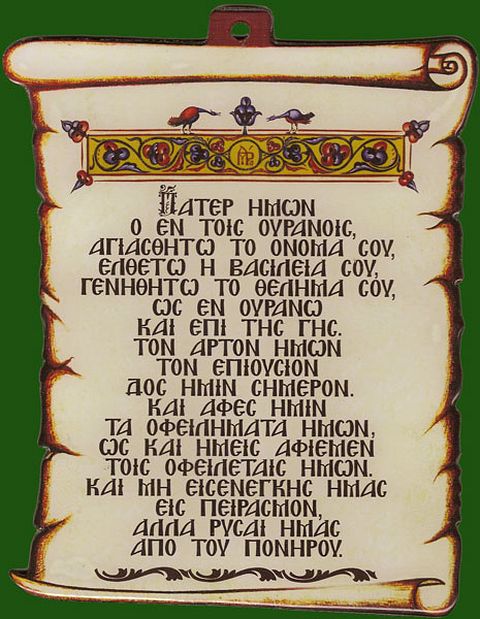 ΠΑΤΕΡ ΗΜΩΝ
Ο ΕΝ ΤΟΙϹ ΟΥΡΑΝΟΙϹ,
ΑΓΙΑϹΘΗΤΩ ΤΟ ΟΝΟΜΑ ϹΟΥ,
ΕΛΘΕΤΩ Η ΒΑϹΙΛΕΙΑ ϹΟΥ,
ΓΕΝΗΘΗΤΩ ΤΟ ΘΕΛΗΜΑ ϹΟΥ,
ΩϹ ΕΝ ΟΥΡΑΝΩ
ΚΑΙ ΕΠΙ ΤΗϹ ΓΗϹ.
ΤΟΝ ΑΡΤΟΝ ΗΜΩΝ
ΤΟΝ ΕΠΙΟΥϹΙΟΝ
ΔΟϹ ΗΜΙΝ ϹΗΜΕΡΟΝ.
ΚΑΙ ΑΦΕϹ ΗΜΙΝ
ΤΑ ΟΦΕΙΛΗΜΑΤΑ ΗΜΩΝ,
ΩϹ ΚΑΙ ΗΜΕΙϹ ΑΦΙΕΜΕΝ
ΤΟΙϹ ΟΦΕΙΛΕΤΑΙϹ ΗΜΩΝ.
ΚΑΙ ΜΗ ΕΙϹΕΝΕΓΚΗϹ ΗΜΑϹ
ΕΙϹ ΠΕΙΡΑϹΜΟΝ,
ΑΛΛΑ ΡΥϹΑΙ ΗΜΑϹ
ΑΠΟ ΤΟΥ ΠΟΝΗΡΟΥ.